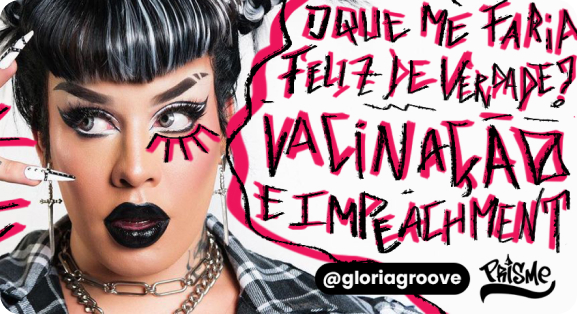 O QUE ME FARIA
FELIZ DE VERDADE?
VACINAÇÃO
E IMPEACHMENT
@gloriagroove
PRISME